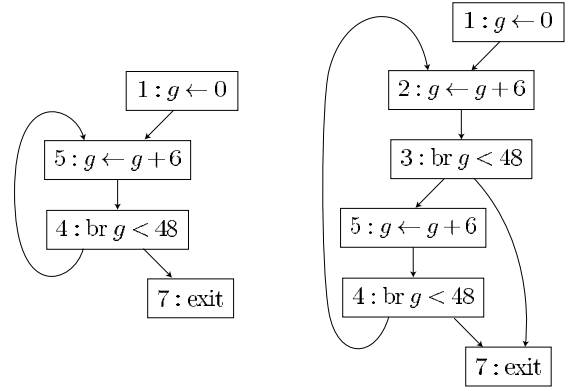 1 : g ← 0
5 : g ← g + 6
4 : br g < 48
7 : exit
1 : g ← 0
2 : g ← g + 6
3 : br g < 48
5 : g ← g + 6
4 : br g < 48
7 : exit